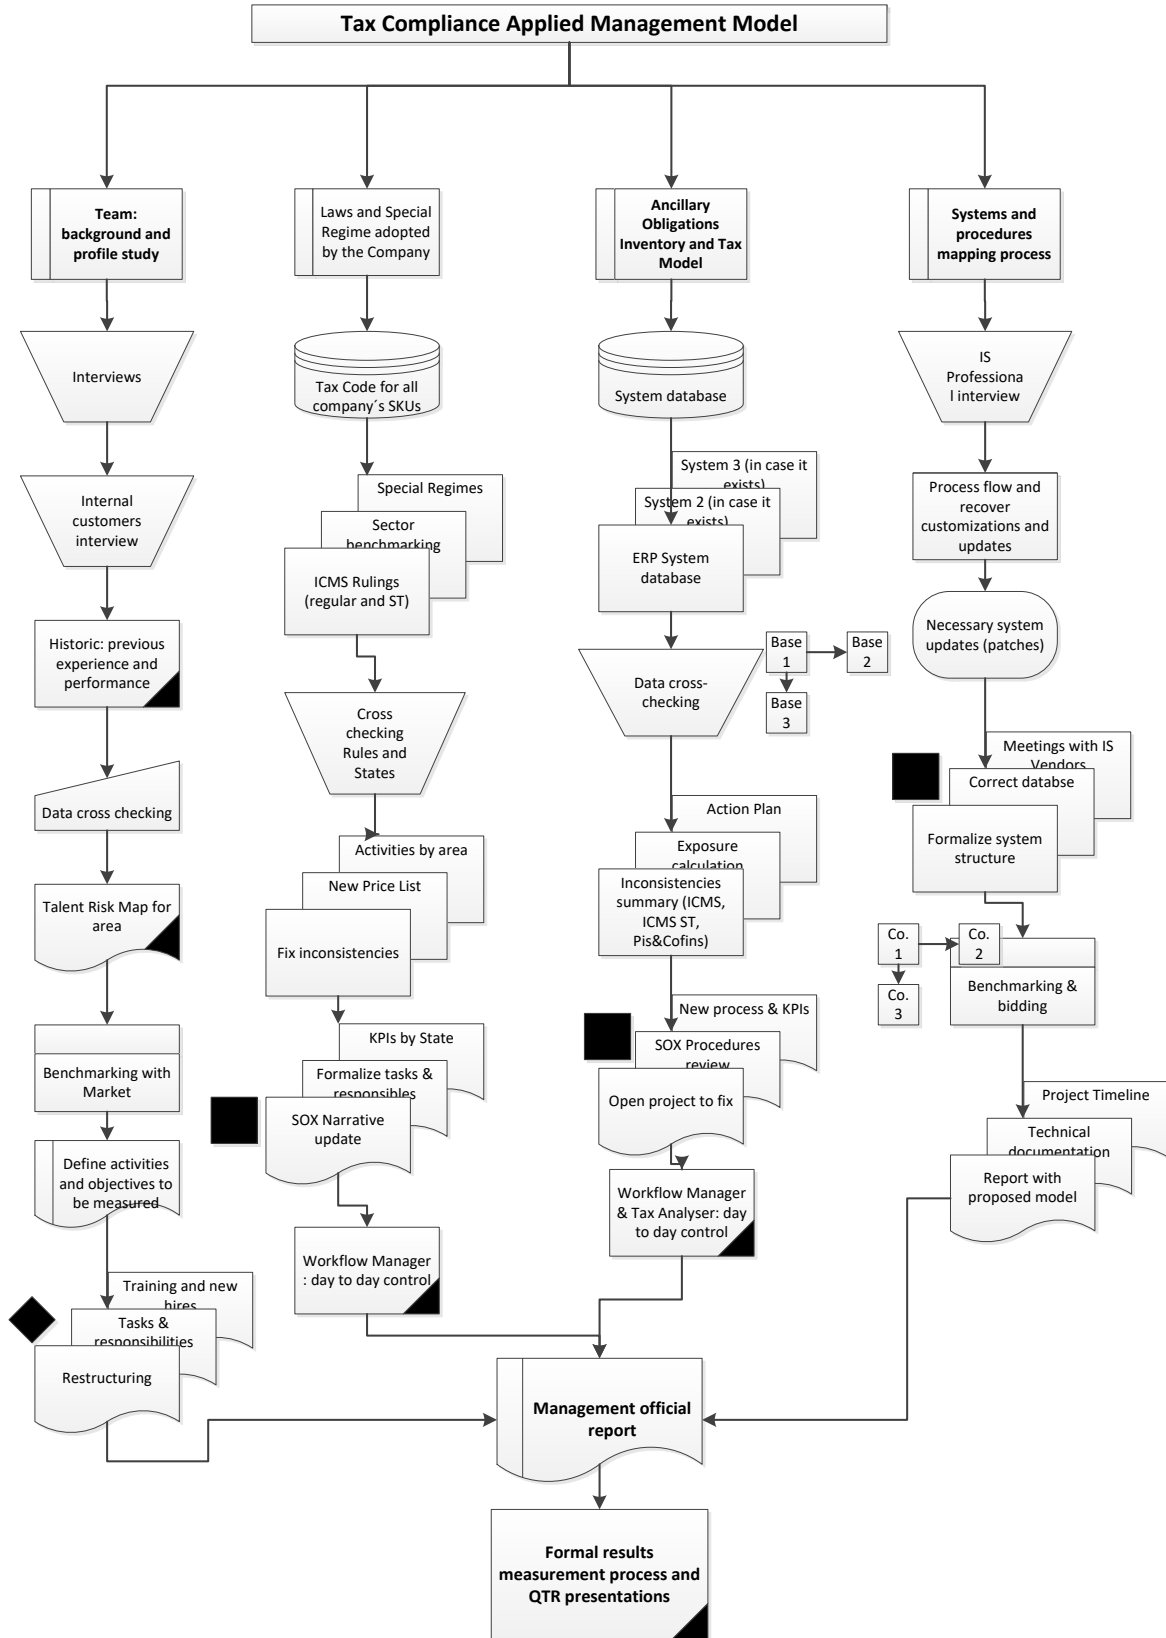 Tax Compliance Applied Management Model
Team:
background and
profile study
Laws and Special
Regime adopted
by the Company
Ancillary
Obligations
Inventory and Tax
Model
Systems and
procedures
mapping process
Interviews
Tax Code for all
company´s SKUs
System database
IS
Professiona
l interview
Internal
customers
interview
Special Regimes
Sector
benchmarking
ICMS Rulings
(regular and ST)
System 3 (in case it
exists)
System 2 (in case it
exists)
ERP System
database
Process flow and
recover
customizations and
updates
Historic: previous
experience and
performance
Cross
checking
Rules and
States
Data cross-
checking
Base
1
Base
2
Base
3
Necessary system
updates (patches)
Data cross checking
Activities by area
New Price List
Fix inconsistencies
Action Plan
Exposure
calculation
Inconsistencies
summary (ICMS,
ICMS ST,
Pis&Cofins)
Meetings with IS
Vendors
Correct databse
Formalize system
structure
Talent Risk Map for
area
Co.
1
Co.
2
Co.
3
Benchmarking &
bidding
Benchmarking with
Market
KPIs by State
Formalize tasks &
responsibles
SOX Narrative
update
New process & KPIs
SOX Procedures
review
Open project to fix
Project Timeline
Technical
documentation
Report with
proposed model
Define activities
and objectives to
be measured
Workflow Manager
: day to day control
Workflow Manager
& Tax Analyser: day
to day control
Training and new
hires
Tasks &
responsibilities
Restructuring
Management official
report
Formal results
measurement process and
QTR presentations